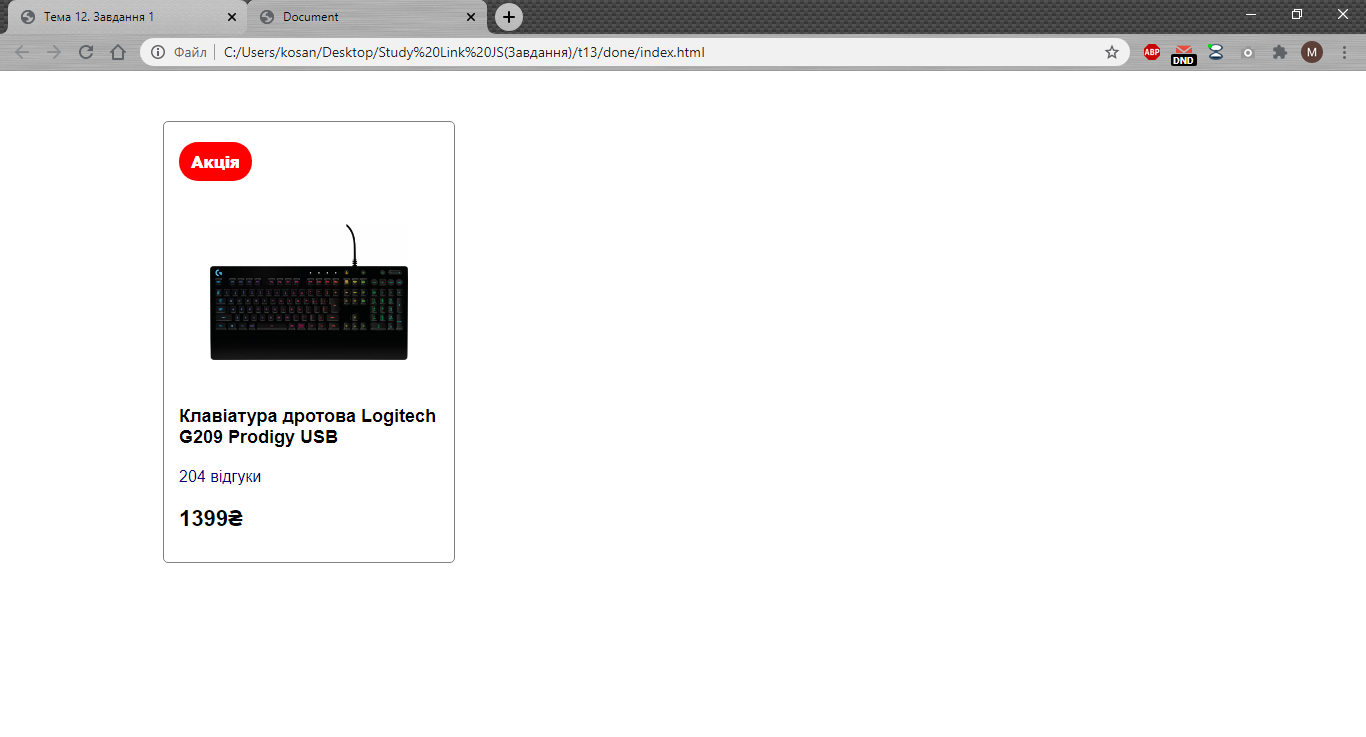 Тема 12. Завдання 1
Document
Файл
C:/Users/kosan/Desktop/Study%20Link%20JS(Завдання)/t13/done/index.html
ABP
DND
M
Акція
G
Клавіатура дротова Logitech
G209 Prodigy USB
204 відгуки
1399₴